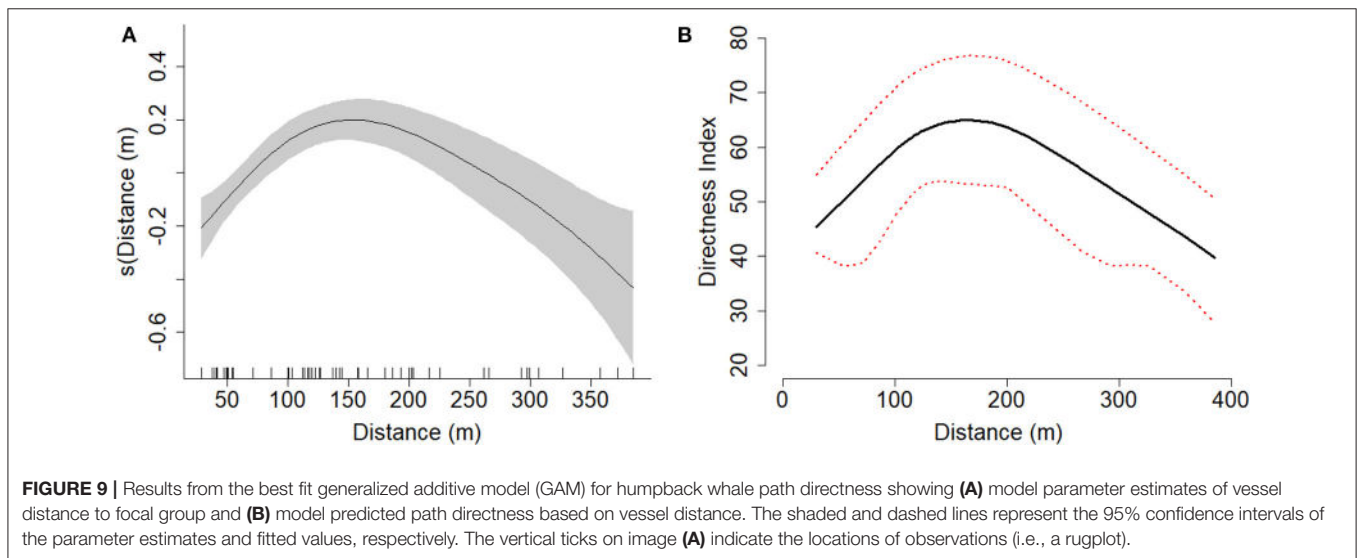 A
B
s(Distance (m)
0.4
0.2
-0.2
-0.6
50 100 150 200 250 300 350
Distance (m)
Directness Index
80
70
60
50
40
30
20
0 100 200 300 400
Distance (m)
FIGURE 9 | Results from the best fit generalized additive model (GAM) for humpback whale path directness showing (A) model parameter estimates of vessel
distance to focal group and (B) model predicted path directness based on vessel distance. The shaded and dashed lines represent the 95% confidence intervals of
the parameter estimates and fitted values, respectively. The vertical ticks on image (A) indicate the locations of observations (i.e., a rugplot).